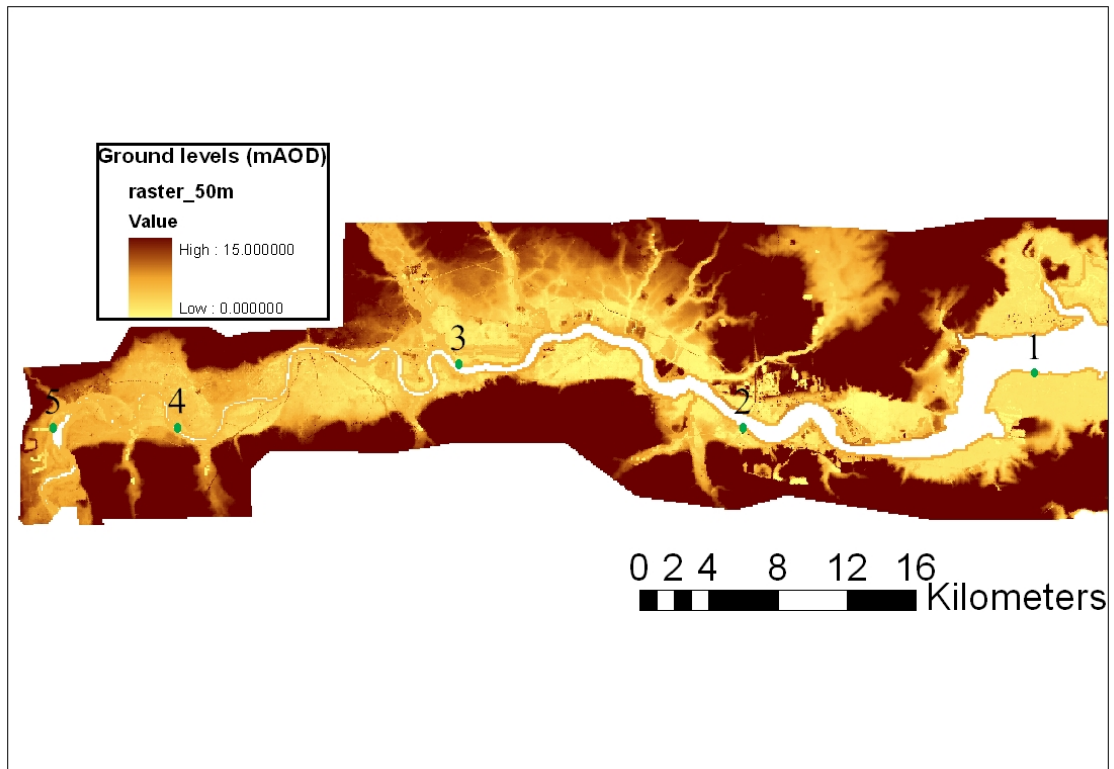 Ground levels (mAOD)
raster_50m
Value
High : 15.000000
Low : 0.000000
1
3
2
5 4
0 2 4 8 12 16
Kilometers